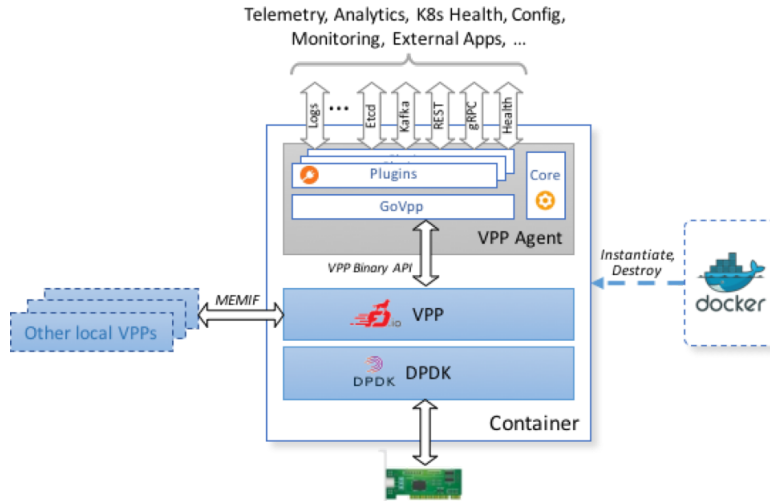 Telemetry, Analytics, K8s Health, Config,
Monitoring, External Apps, ...
Logs
...
Etcd
Kafka
REST
gRPC
Health
Plugins
Core
GoVpp
VPP Agent
VPP Binary API
Instantiate,
Destroy
docker
MEMIF
Other local VPPs
.io VPP
DPDK DPDK
Container